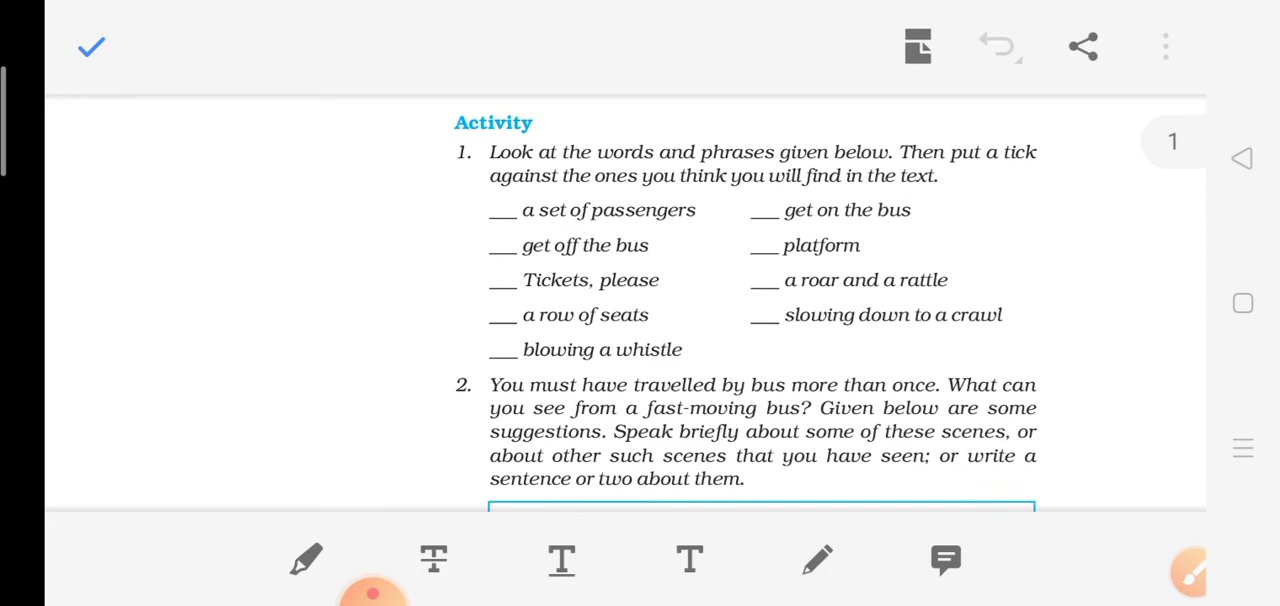 Activity
1
1. Look at the words and phrases given below. Then put a tick
against the ones you think you will find in the text.
___ a set of passengers ___ get on the bus
___ get off the bus ___ platform
___ Tickets, please ___ a roar and a rattle
___ a row of seats ___ slowing down to a crawl
___ blowing a whistle
2. You must have travelled by bus more than once. What can
you see from a fast-moving bus? Given below are some
suggestions. Speak briefly about some of these scenes, or
about other such scenes that you have seen; or write a
sentence or two about them.